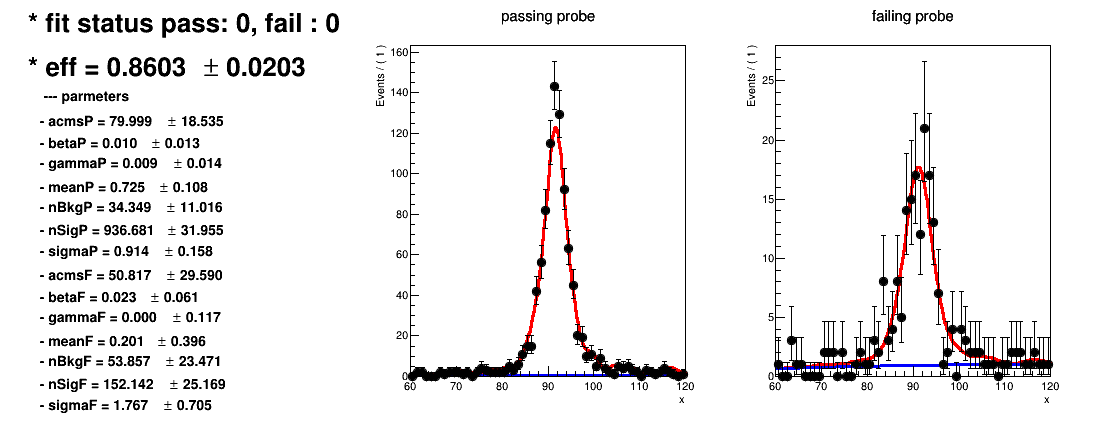 * fit status pass: 0, fail : 0
* eff = 0.8603 ± 0.0203
--- parmeters
- acmsP = 79.999 ± 18.535
- betaP = 0.010 ± 0.013
- gammaP = 0.009 ± 0.014
- meanP = 0.725 ± 0.108
- nBkgP = 34.349 ± 11.016
- nSigP = 936.681 ± 31.955
- sigmaP = 0.914 ± 0.158
- acmsF = 50.817 ± 29.590
- betaF = 0.023 ± 0.061
- gammaF = 0.000 ± 0.117
- meanF = 0.201 ± 0.396
- nBkgF = 53.857 ± 23.471
- nSigF = 152.142 ± 25.169
- sigmaF = 1.767 ± 0.705
passing probe
Events / ( 1 )
160
140
120
100
80
60
40
20
0
60 70 80 90 100 110 120
x
failing probe
Events / ( 1 )
25
20
15
10
5
0
60 70 80 90 100 110 120
x